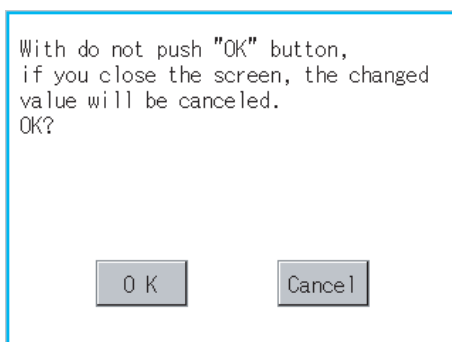 With do not push "OK" button,
if you close the screen, the changed
value will be canceled.
OK?
O K
Cancel